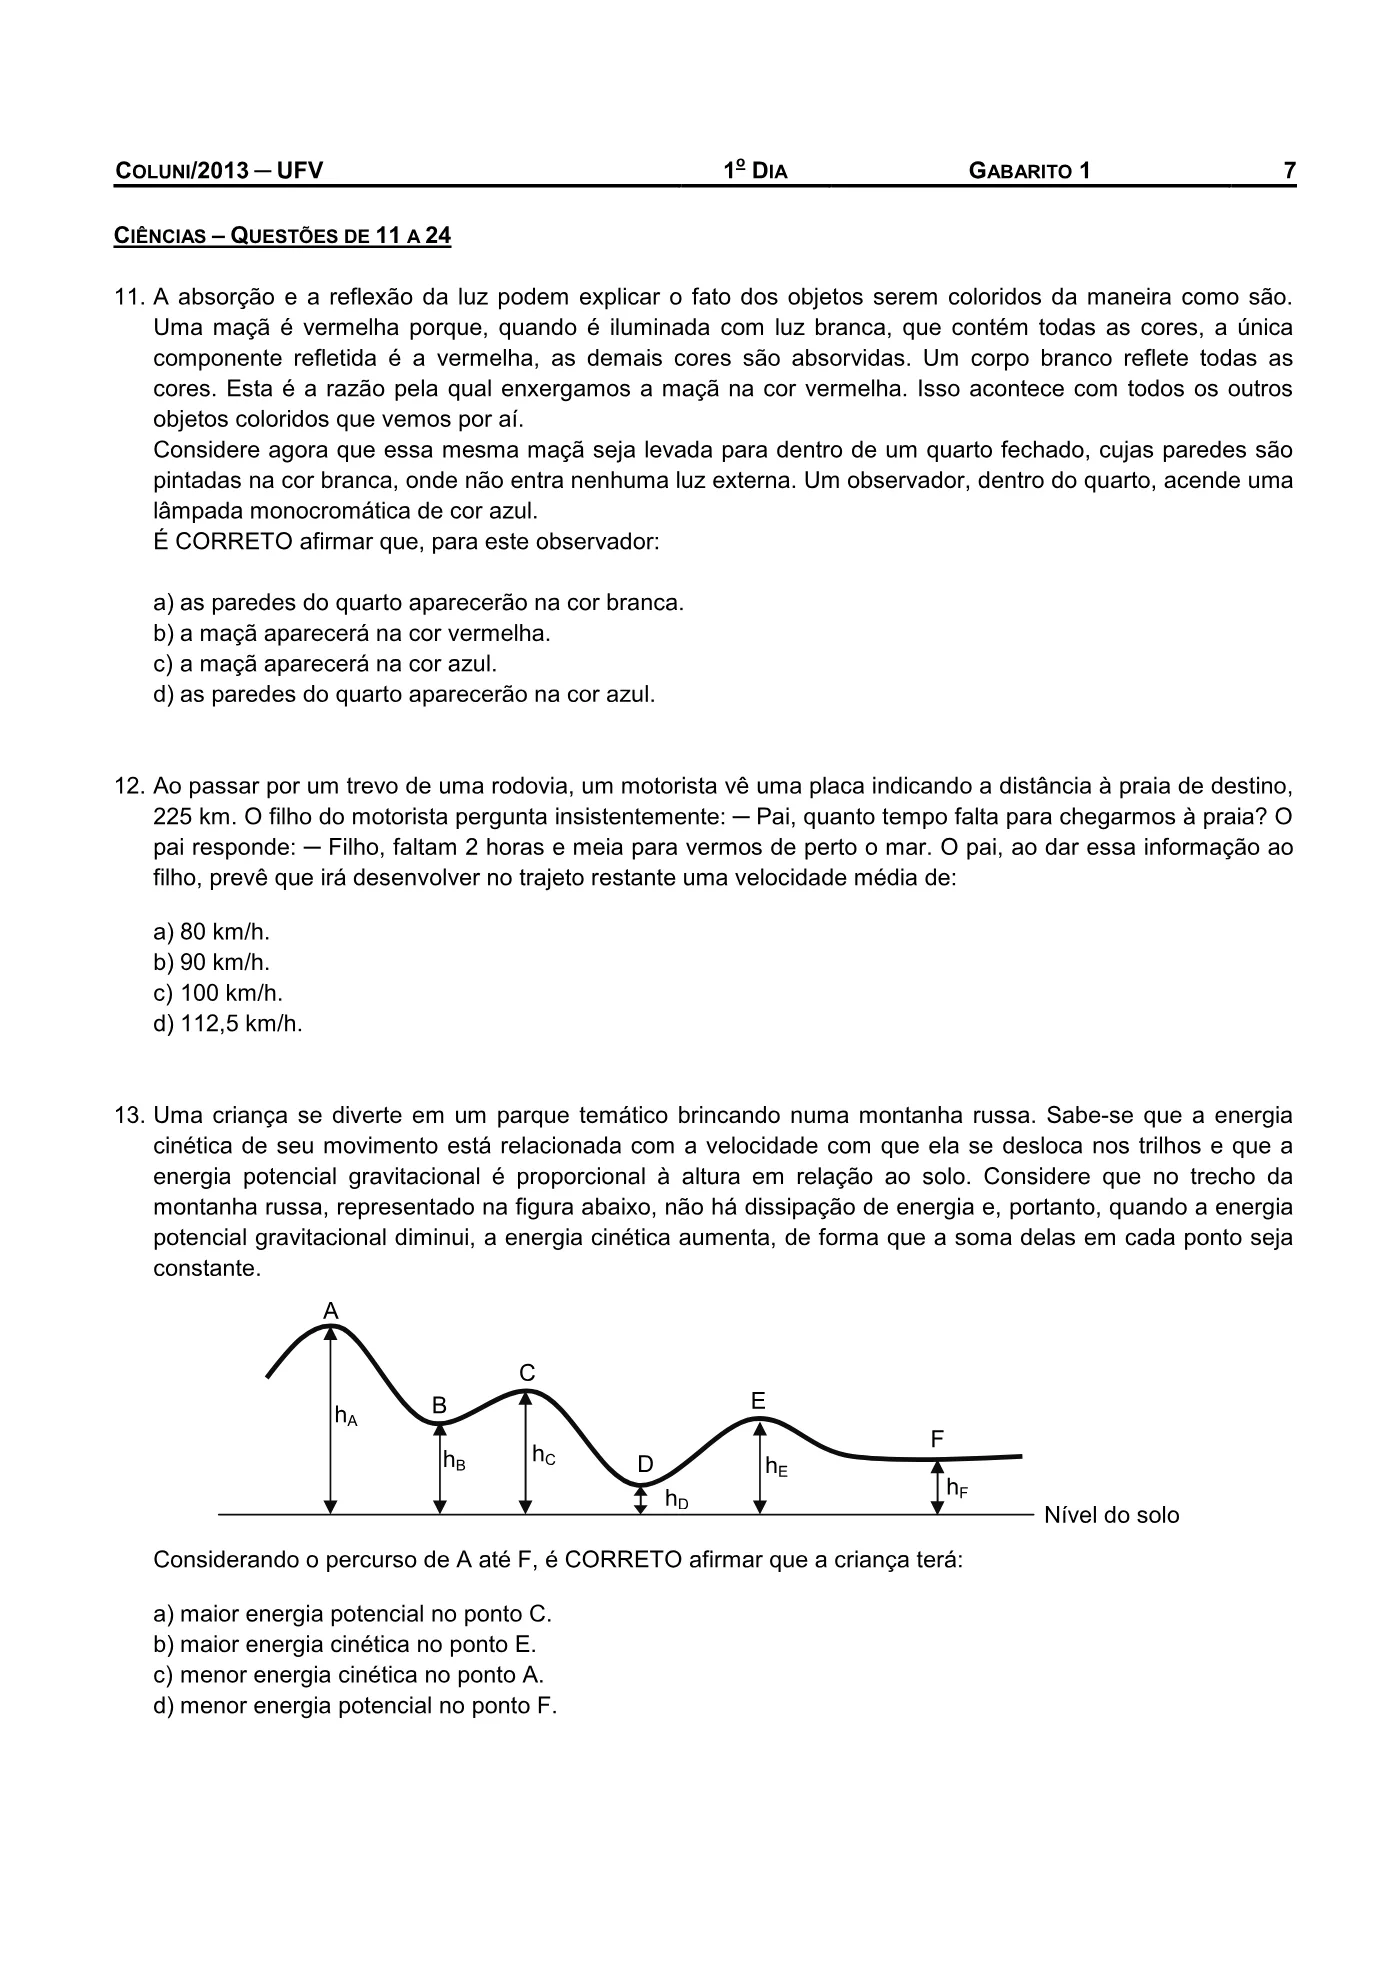 COLUNI/2013 ─ UFV 1º DIA GABARITO 1 7
CIÊNCIAS – QUESTÕES DE 11 A 24
11. A absorção e a reflexão da luz podem explicar o fato dos objetos serem coloridos da maneira como são.
Uma maçã é vermelha porque, quando é iluminada com luz branca, que contém todas as cores, a única
componente refletida é a vermelha, as demais cores são absorvidas. Um corpo branco reflete todas as
cores. Esta é a razão pela qual enxergamos a maçã na cor vermelha. Isso acontece com todos os outros
objetos coloridos que vemos por aí.
Considere agora que essa mesma maçã seja levada para dentro de um quarto fechado, cujas paredes são
pintadas na cor branca, onde não entra nenhuma luz externa. Um observador, dentro do quarto, acende uma
lâmpada monocromática de cor azul.
É CORRETO afirmar que, para este observador:
a) as paredes do quarto aparecerão na cor branca.
b) a maçã aparecerá na cor vermelha.
c) a maçã aparecerá na cor azul.
d) as paredes do quarto aparecerão na cor azul.
12. Ao passar por um trevo de uma rodovia, um motorista vê uma placa indicando a distância à praia de destino,
225 km. O filho do motorista pergunta insistentemente: ─ Pai, quanto tempo falta para chegarmos à praia? O
pai responde: ─ Filho, faltam 2 horas e meia para vermos de perto o mar. O pai, ao dar essa informação ao
filho, prevê que irá desenvolver no trajeto restante uma velocidade média de:
a) 80 km/h.
b) 90 km/h.
c) 100 km/h.
d) 112,5 km/h.
13. Uma criança se diverte em um parque temático brincando numa montanha russa. Sabe-se que a energia
cinética de seu movimento está relacionada com a velocidade com que ela se desloca nos trilhos e que a
energia potencial gravitacional é proporcional à altura em relação ao solo. Considere que no trecho da
montanha russa, representado na figura abaixo, não há dissipação de energia e, portanto, quando a energia
potencial gravitacional diminui, a energia cinética aumenta, de forma que a soma delas em cada ponto seja
constante.
A
C
B
E
hA
F
hB
hC
D
hE
hF
hD
Nível do solo
Considerando o percurso de A até F, é CORRETO afirmar que a criança terá:
a) maior energia potencial no ponto C.
b) maior energia cinética no ponto E.
c) menor energia cinética no ponto A.
d) menor energia potencial no ponto F.